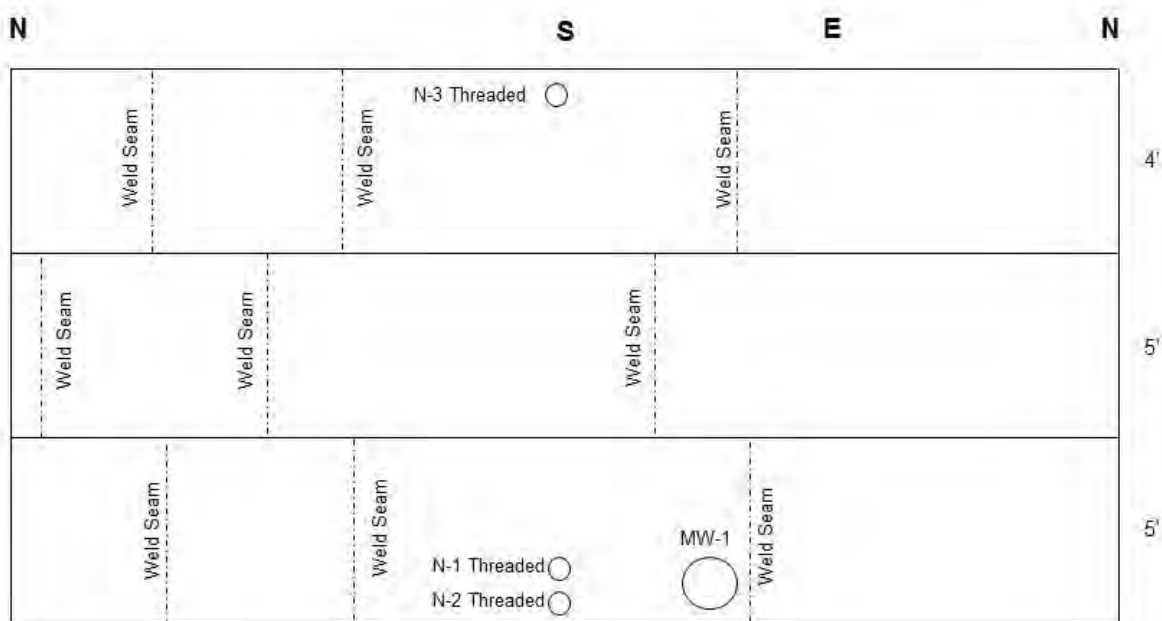 N S E N
N-3 Threaded
Weld Seam
Weld Seam
Weld Seam
4'
Weld Seam
Weld Seam
Weld Seam
5'
Weld Seam
Weld Seam
MW-1
Weld Seam
N-1 Threaded
N-2 Threaded
5'